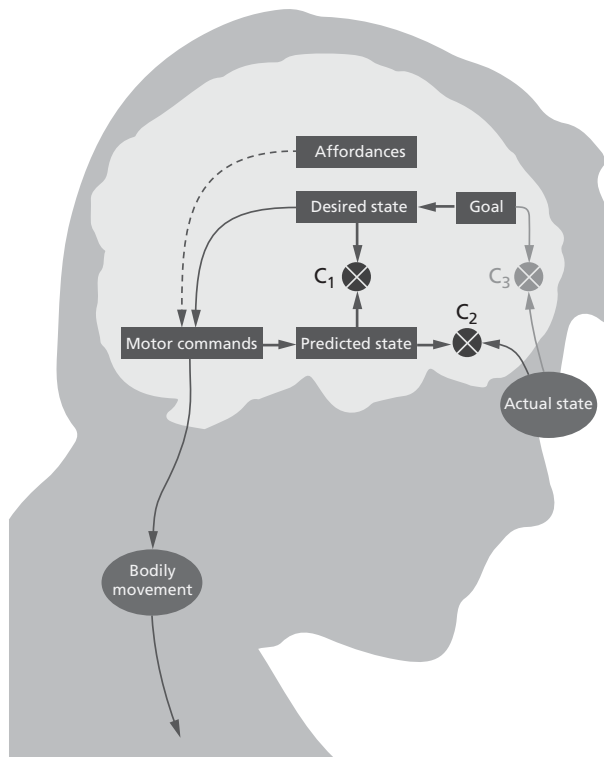 Affordances
Desired state
Goal
C₁
C₃
C₂
Motor commands
Predicted state
Actual state
Bodily
movement